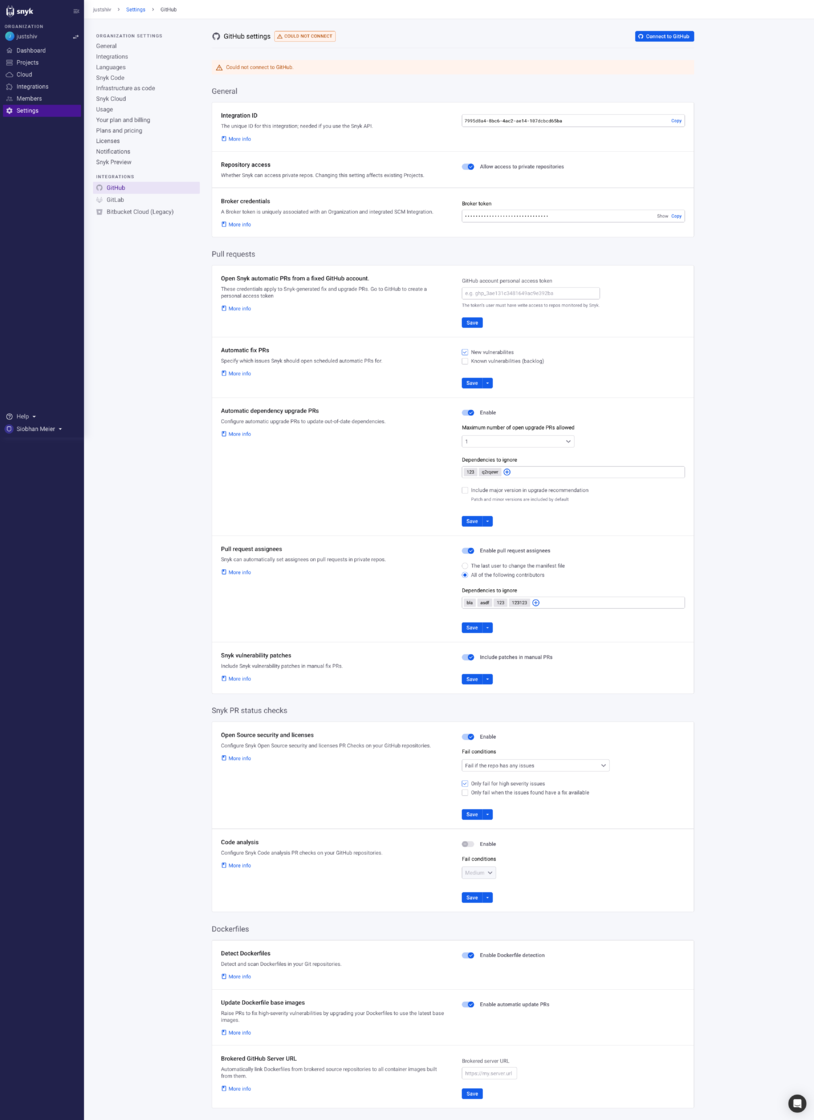 snyk
ORGANIZATION
justshiv
Dashboard
Projects
Cloud
Integrations
Members
Settings
Help
Siobhan Meier
justshiv > Settings > GitHub
ORGANIZATION SETTINGS
General
Integrations
Languages
Snyk Code
Infrastructure as code
Snyk Cloud
Usage
Your plan and billing
Plans and pricing
Licenses
Notifications
Snyk Preview
INTEGRATIONS
GitHub
GitLab
Bitbucket Cloud (Legacy)
GitHub settings
COULD NOT CONNECT
Connect to GitHub
Could not connect to GitHub
General
Integration ID
The unique ID for this integration; needed if you use the Snyk API.
More info
Copy
Repository access
Whether Snyk can access private repos. Changing this setting affects existing Projects.
Allow access to private repositories
Broker credentials
A Broker token is uniquely associated with an Organization and integrated SCM Integration.
More info
Broker token
Show Copy
Pull requests
Open Snyk automatic PRs from a fixed GitHub account.
These credentials apply to Snyk-generated fix and upgrade PRs. Go to GitHub to create a
personal access token
More info
GitHub account personal access token
The token's user must have write access to repos monitored by Snyk.
Save
Automatic fix PRs
Specify which issues Snyk should open scheduled automatic PRs for.
More info
New vulnerabilites
Known vulnerabilities (backlog)
Save
Automatic dependency upgrade PRs
Configure automatic upgrade PRs to update out-of-date dependencies.
More info
Enable
Maximum number of open upgrade PRs allowed
1
Dependencies to ignore
123
Include major version in upgrade recommendation
Patch and minor versions are included by default
Save
Pull request assignees
Snyk can automatically set assignees on pull requests in private repos.
More info
Enable pull request assignees
The last user to change the manifest file
All of the following contributors
Dependencies to ignore
bla asdf 123 123123
Save
Snyk vulnerability patches
Include Snyk vulnerability patches in manual fix PRs.
More info
Include patches in manual PRs
Save
Snyk PR status checks
Open Source security and licenses
Configure Snyk Open Source security and licenses PR Checks on your GitHub repositories.
More info
Enable
Fail conditions
Fail if the repo has any issues
Only fail for high severity issues
Only fail when the issues found have a fix available
Save
Code analysis
Configure Snyk Code analysis PR checks on your GitHub repositories.
More info
Enable
Fail conditions
Medium
Save
Dockerfiles
Detect Dockerfiles
Detect and scan Dockerfiles in your Git repositories.
More info
Enable Dockerfile detection
Update Dockerfile base images
Raise PRs to fix high-severity vulnerabilities by upgrading your Dockerfiles to use the latest base
images.
More info
Enable automatic update PRs
Brokered GitHub Server URL
Automatically link Dockerfiles from brokered source repositories to all container images built
from them.
More info
Brokered server URL
https://my.server.url
Save